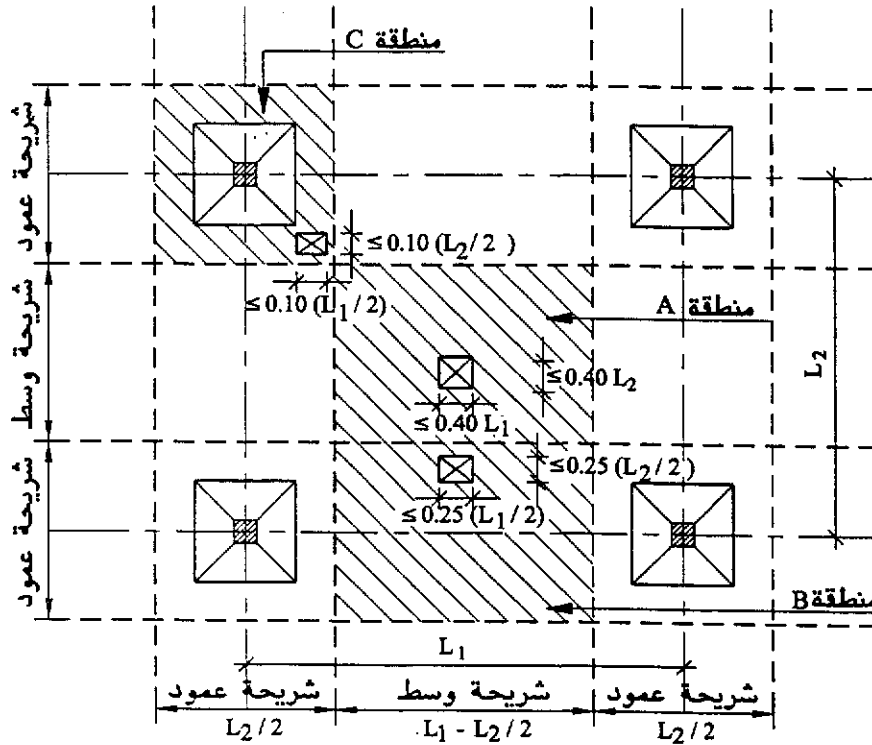 منطقة C
شريحة عمود
≤ 0.10 (L₂/2)
≤ 0.10 (L₁/2)
منطقة A
شريحة وسط
≤ 0.40 L₂
L₂
≤ 0.40 L₁
≤ 0.25 (L₂/2)
شريحة عمود
≤ 0.25 (L₁/2)
منطقة B
L₁
شريحة عمود
شريحة وسط
شريحة عمود
L₂/2
L₁ - L₂/2
L₂/2